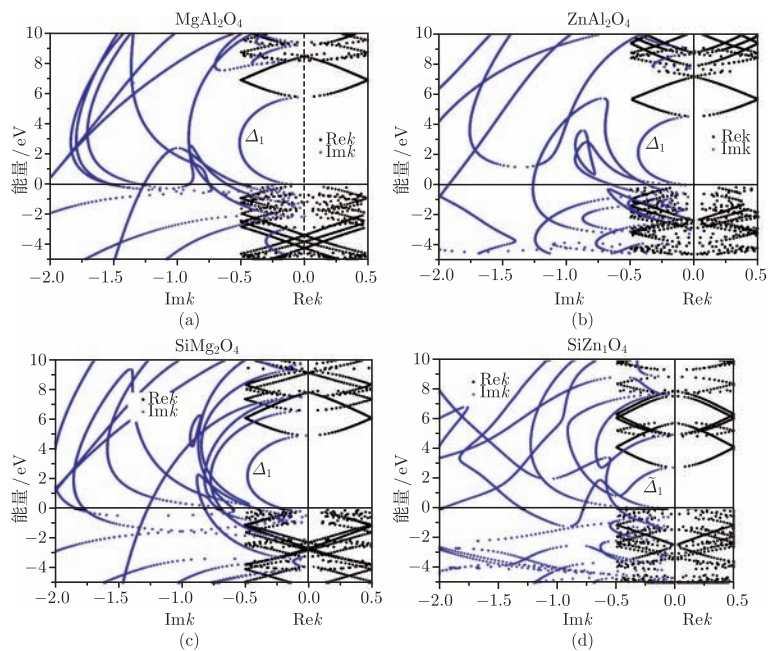 MgAl₂O₄
10
8
6
4
2
0
−2
−4
能量/eV
Δ₁
Rek
Imk
−2.0 −1.5 −1.0 −0.5 0.0 0.5
Imk Rek
(a)
ZnAl₂O₄
10
8
6
4
2
0
−2
−4
能量/eV
Δ₁
Rek
Imk
−2.0 −1.5 −1.0 −0.5 0.0 0.5
Imk Rek
(b)
SiMg₂O₄
10
8
6
4
2
0
−2
−4
能量/eV
Rek
Imk
Δ₁
−2.0 −1.5 −1.0 −0.5 0.0 0.5
Imk Rek
(c)
SiZn₁O₄
10
8
6
4
2
0
−2
−4
能量/eV
Rek
Imk
Δ̃₁
−2.0 −1.5 −1.0 −0.5 0.0 0.5
Imk Rek
(d)